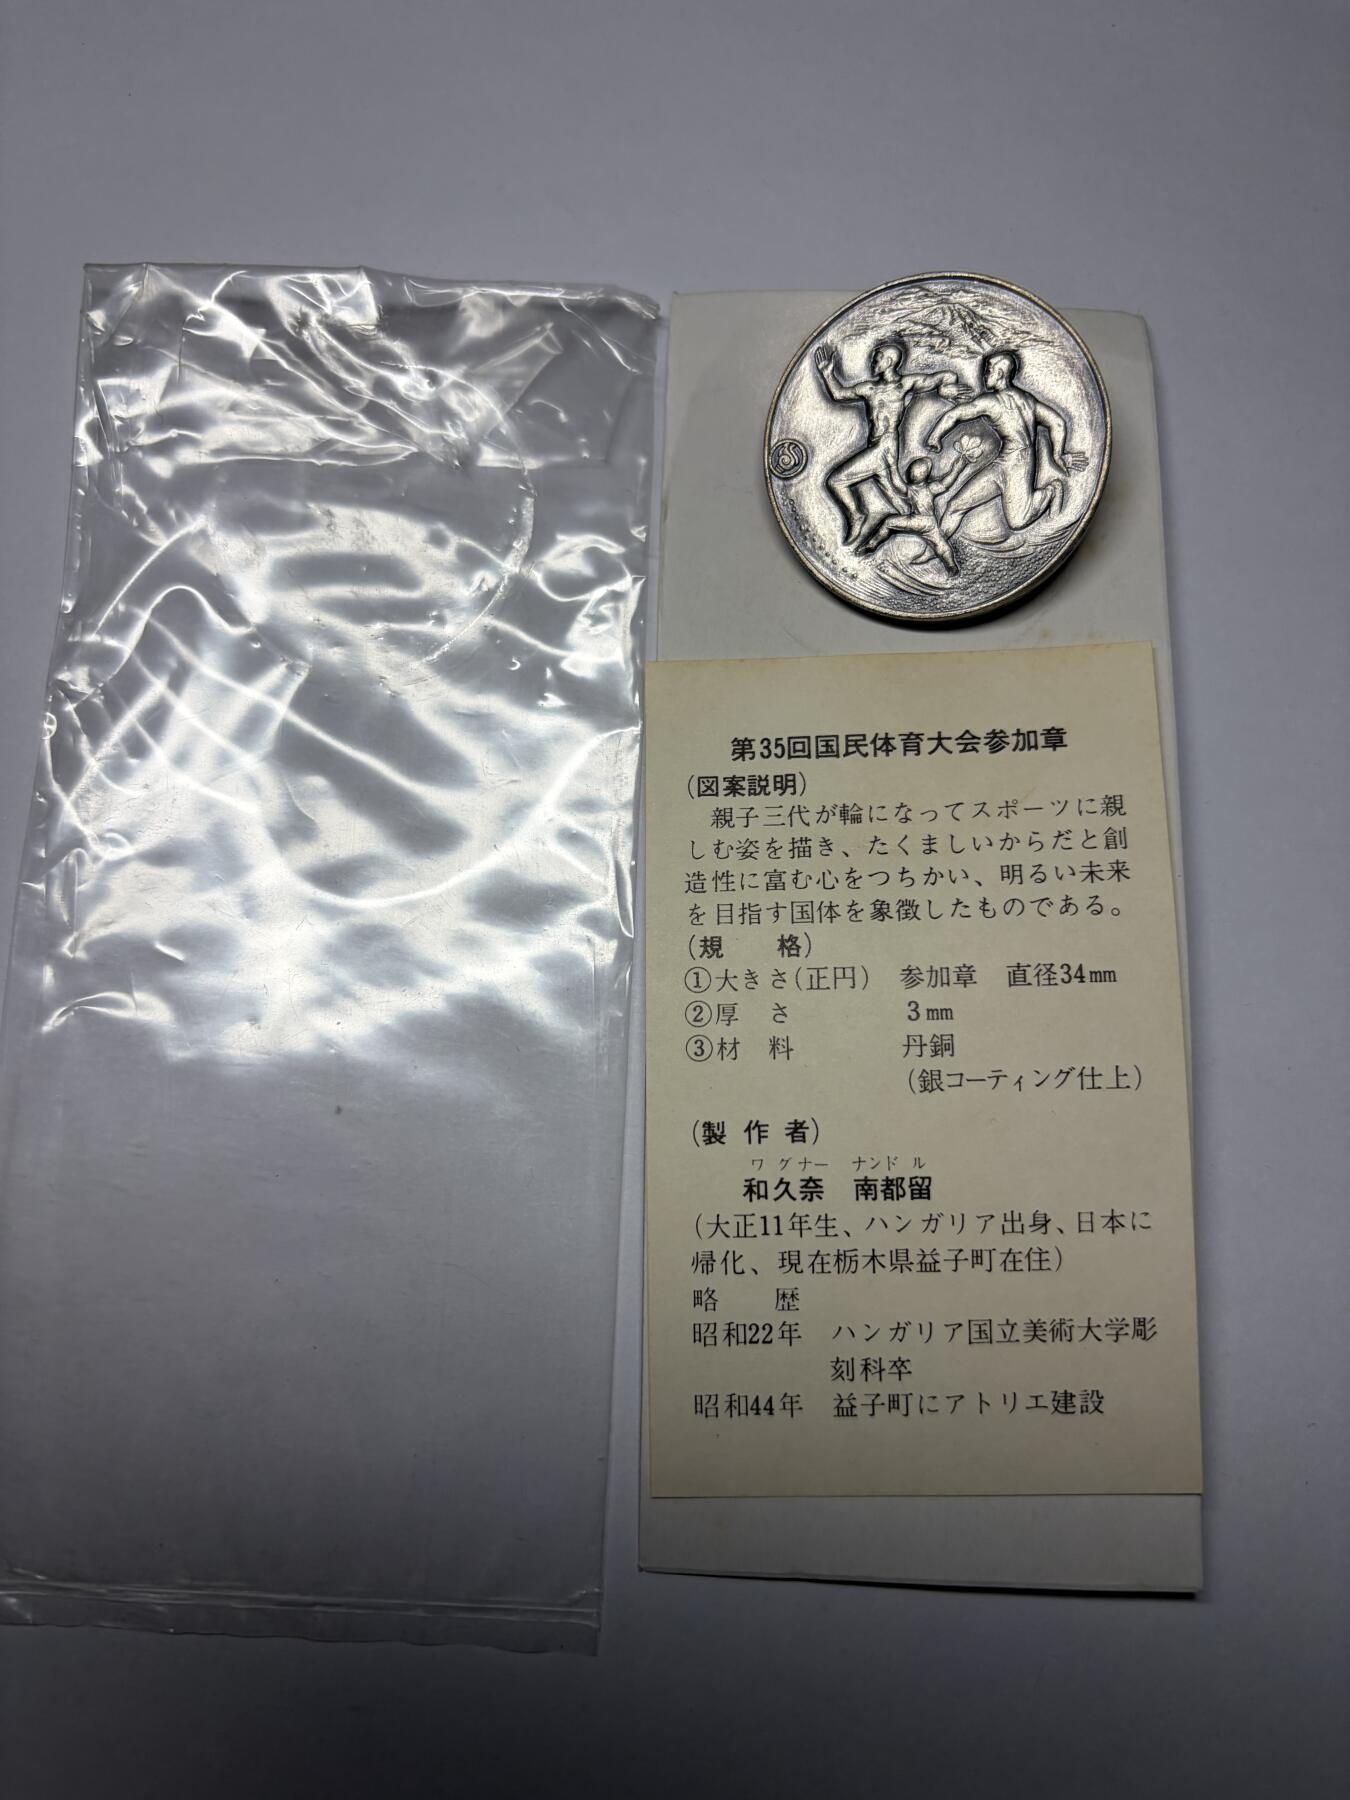 第35回国民体育大会参加章
(図案説明)
親子三代が輪になってスポーツに親
しむ姿を描き、たくましいからだと創
造性に富む心をつちかい、明るい未来
を目指す国体を象徴したものである。
(規　　格)
①大きさ(正円)　参加章　直径34mm
②厚　さ　　　　3mm
③材　料　　　　丹銅
(銀コーティング仕上)
(製 作 者)
ワグナー　ナンドル
和久奈　南都留
(大正11年生、ハンガリア出身、日本に
帰化、現在栃木県益子町在住)
略　　歴
昭和22年　ハンガリア国立美術大学彫
刻科卒
昭和44年　益子町にアトリエ建設